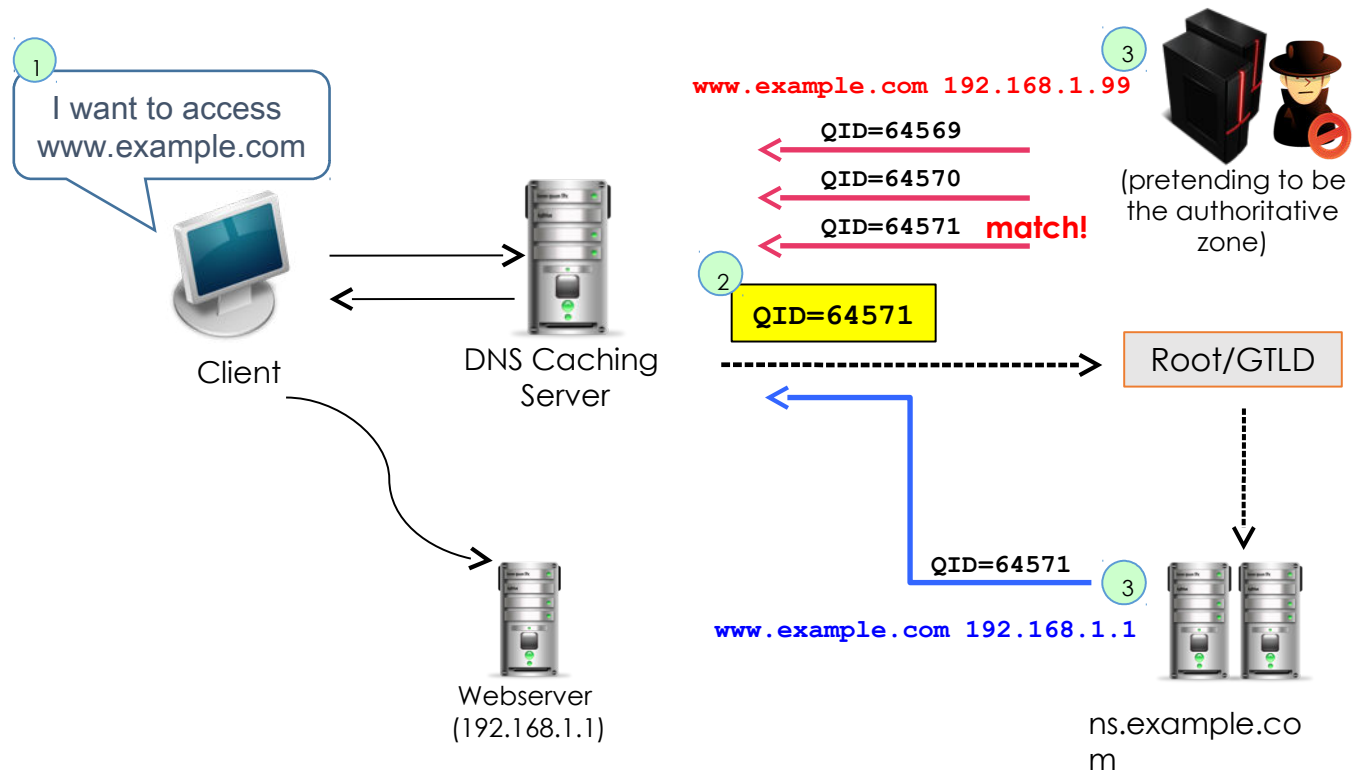 1
I want to access
www.example.com
3
www.example.com 192.168.1.99
QID=64569
QID=64570
QID=64571 match!
(pretending to be
the authoritative
zone)
2
QID=64571
Client
DNS Caching
Server
Root/GTLD
QID=64571
3
www.example.com 192.168.1.1
Webserver
(192.168.1.1)
ns.example.co
m